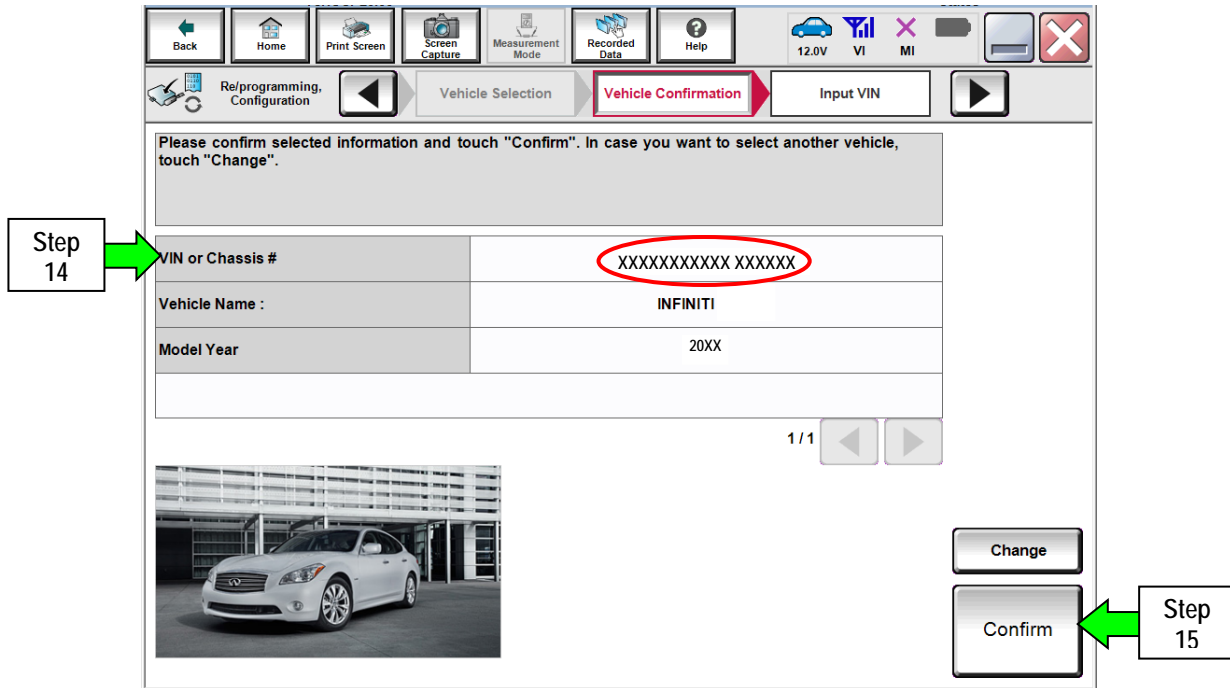 Back
Home
Print Screen
Screen
Capture
Measurement
Mode
Recorded
Data
Help
12.0V
VI
MI
Re/programming,
Configuration
Vehicle Selection
Vehicle Confirmation
Input VIN
Please confirm selected information and touch "Confirm". In case you want to select another vehicle,
touch "Change".
Step
14
VIN or Chassis #
XXXXXXXXXXX XXXXXX
Vehicle Name :
INFINITI
Model Year
20XX
1/1
Change
Confirm
Step
15